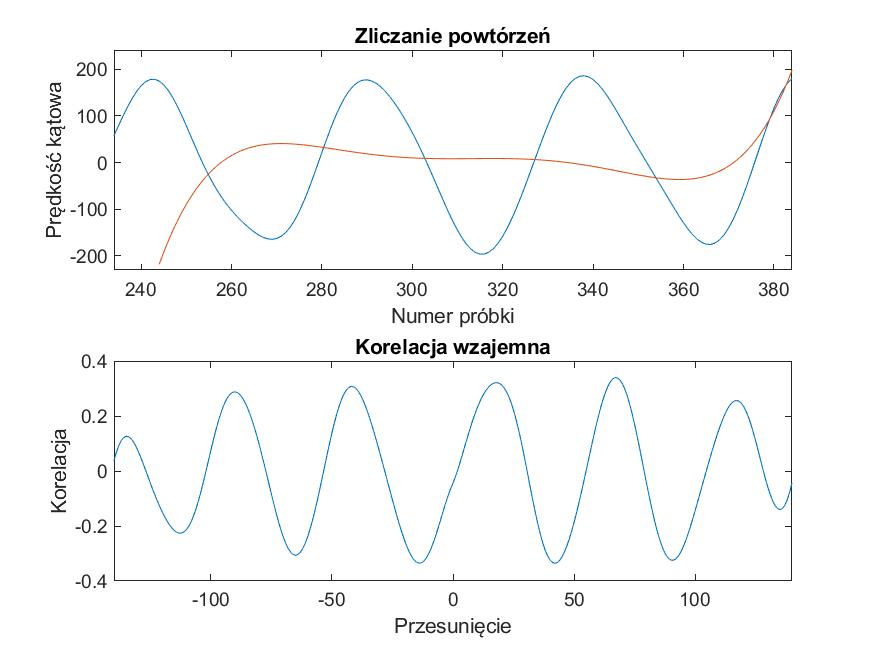 Zliczanie powtórzeń
Prędkość kątowa
200
100
0
-100
-200
240 260 280 300 320 340 360 380
Numer próbki
Korelacja wzajemna
Korelacja
0.4
0.2
0
-0.2
-0.4
-100 -50 0 50 100
Przesunięcie